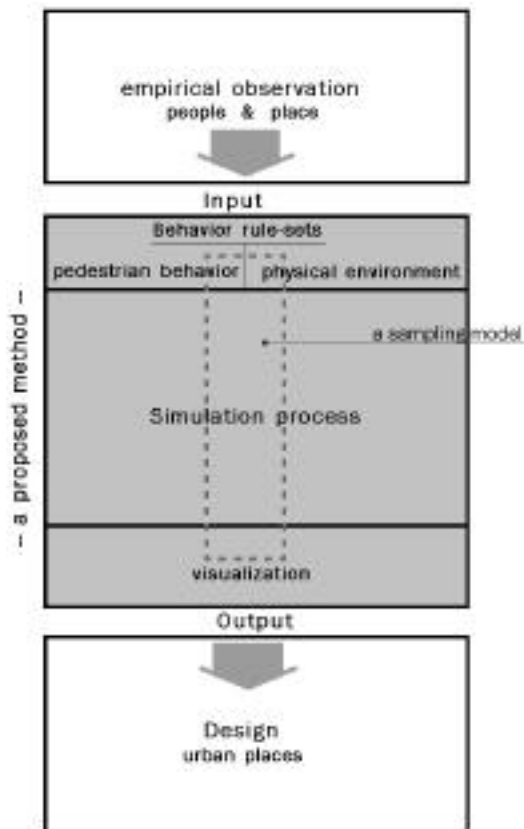 empirical observation
people & place
Input
Behavior rule-sets
pedestrian behavior
physical environment
a sampling model
Simulation process
-- a proposed method --
visualization
Output
Design
urban places